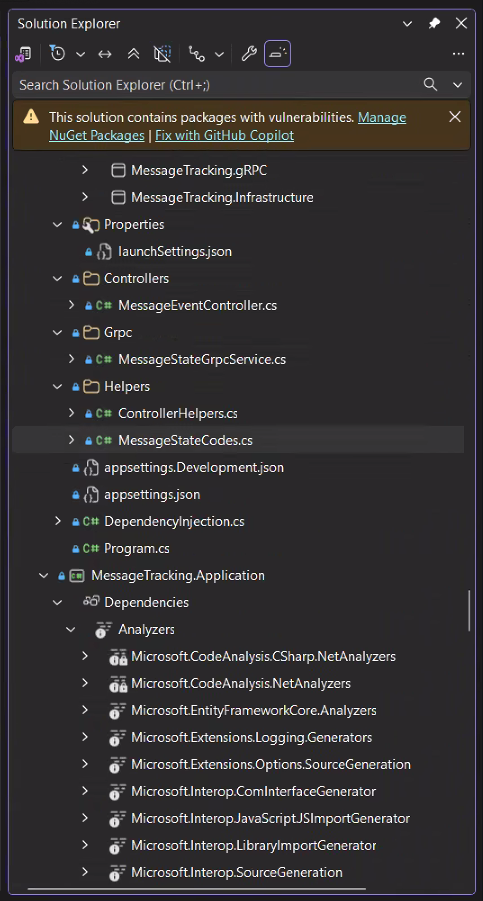 Solution Explorer
Search Solution Explorer (Ctrl+;)
This solution contains packages with vulnerabilities. Manage
NuGet Packages | Fix with GitHub Copilot
MessageTracking.gRPC
MessageTracking.Infrastructure
Properties
launchSettings.json
Controllers
C# MessageEventController.cs
Grpc
C# MessageStateGrpcService.cs
Helpers
C# ControllerHelpers.cs
C# MessageStateCodes.cs
appsettings.Development.json
appsettings.json
C# DependencyInjection.cs
C# Program.cs
C# MessageTracking.Application
Dependencies
Analyzers
Microsoft.CodeAnalysis.CSharp.NetAnalyzers
Microsoft.CodeAnalysis.NetAnalyzers
Microsoft.EntityFrameworkCore.Analyzers
Microsoft.Extensions.Logging.Generators
Microsoft.Extensions.Options.SourceGeneration
Microsoft.Interop.ComInterfaceGenerator
Microsoft.Interop.JavaScript.JSImportGenerator
Microsoft.Interop.LibraryImportGenerator
Microsoft.Interop.SourceGeneration